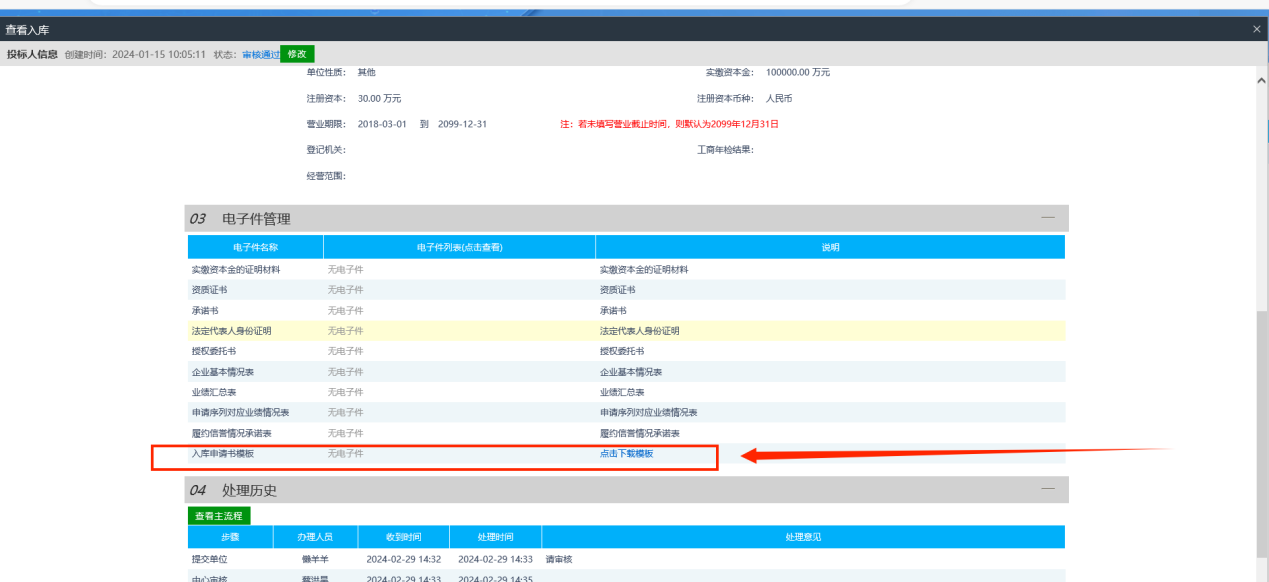 查看入库
投标人信息 创建时间：2024-01-15 10:05:11 状态：审核通过 修改
单位性质： 其他 实缴资本金： 100000.00 万元
注册资本： 30.00 万元 注册资本币种： 人民币
营业期限： 2018-03-01 到 2099-12-31 注：若未填写营业截止时间，则默认为2099年12月31日
登记机关： 工商年检结果：
经营范围：
03 电子件管理
电子件名称 电子件列表(点击查看) 说明
实缴资本金的证明材料 无电子件 实缴资本金的证明材料
资质证书 无电子件 资质证书
承诺书 无电子件 承诺书
法定代表人身份证明 无电子件 法定代表人身份证明
授权委托书 无电子件 授权委托书
企业基本情况表 无电子件 企业基本情况表
业绩汇总表 无电子件 业绩汇总表
申请序列对应业绩情况表 无电子件 申请序列对应业绩情况表
履约信誉情况承诺表 无电子件 履约信誉情况承诺表
入库申请书模板 无电子件 点击下载模板
04 处理历史
查看主流程
步骤 办理人员 收到时间 处理时间 处理意见
提交单位 懒羊羊 2024-02-29 14:32 2024-02-29 14:33 请审核
中心审核 2024-02-29 14:33 2024-02-29 14:35